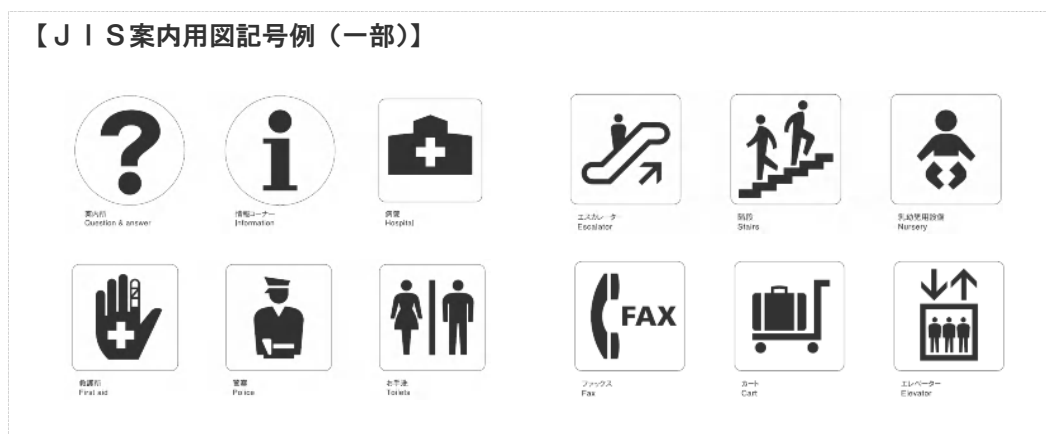 【JIS案内用図記号例（一部）】
?
i
案内所
Question & answer
情報コーナー
Information
病院
Hospital
エスカレーター
Escalator
階段
Stairs
乳幼児用設備
Nursery
FAX
救護所
First aid
警察
Police
お手洗
Toilets
ファックス
Fax
カート
Cart
エレベーター
Elevator